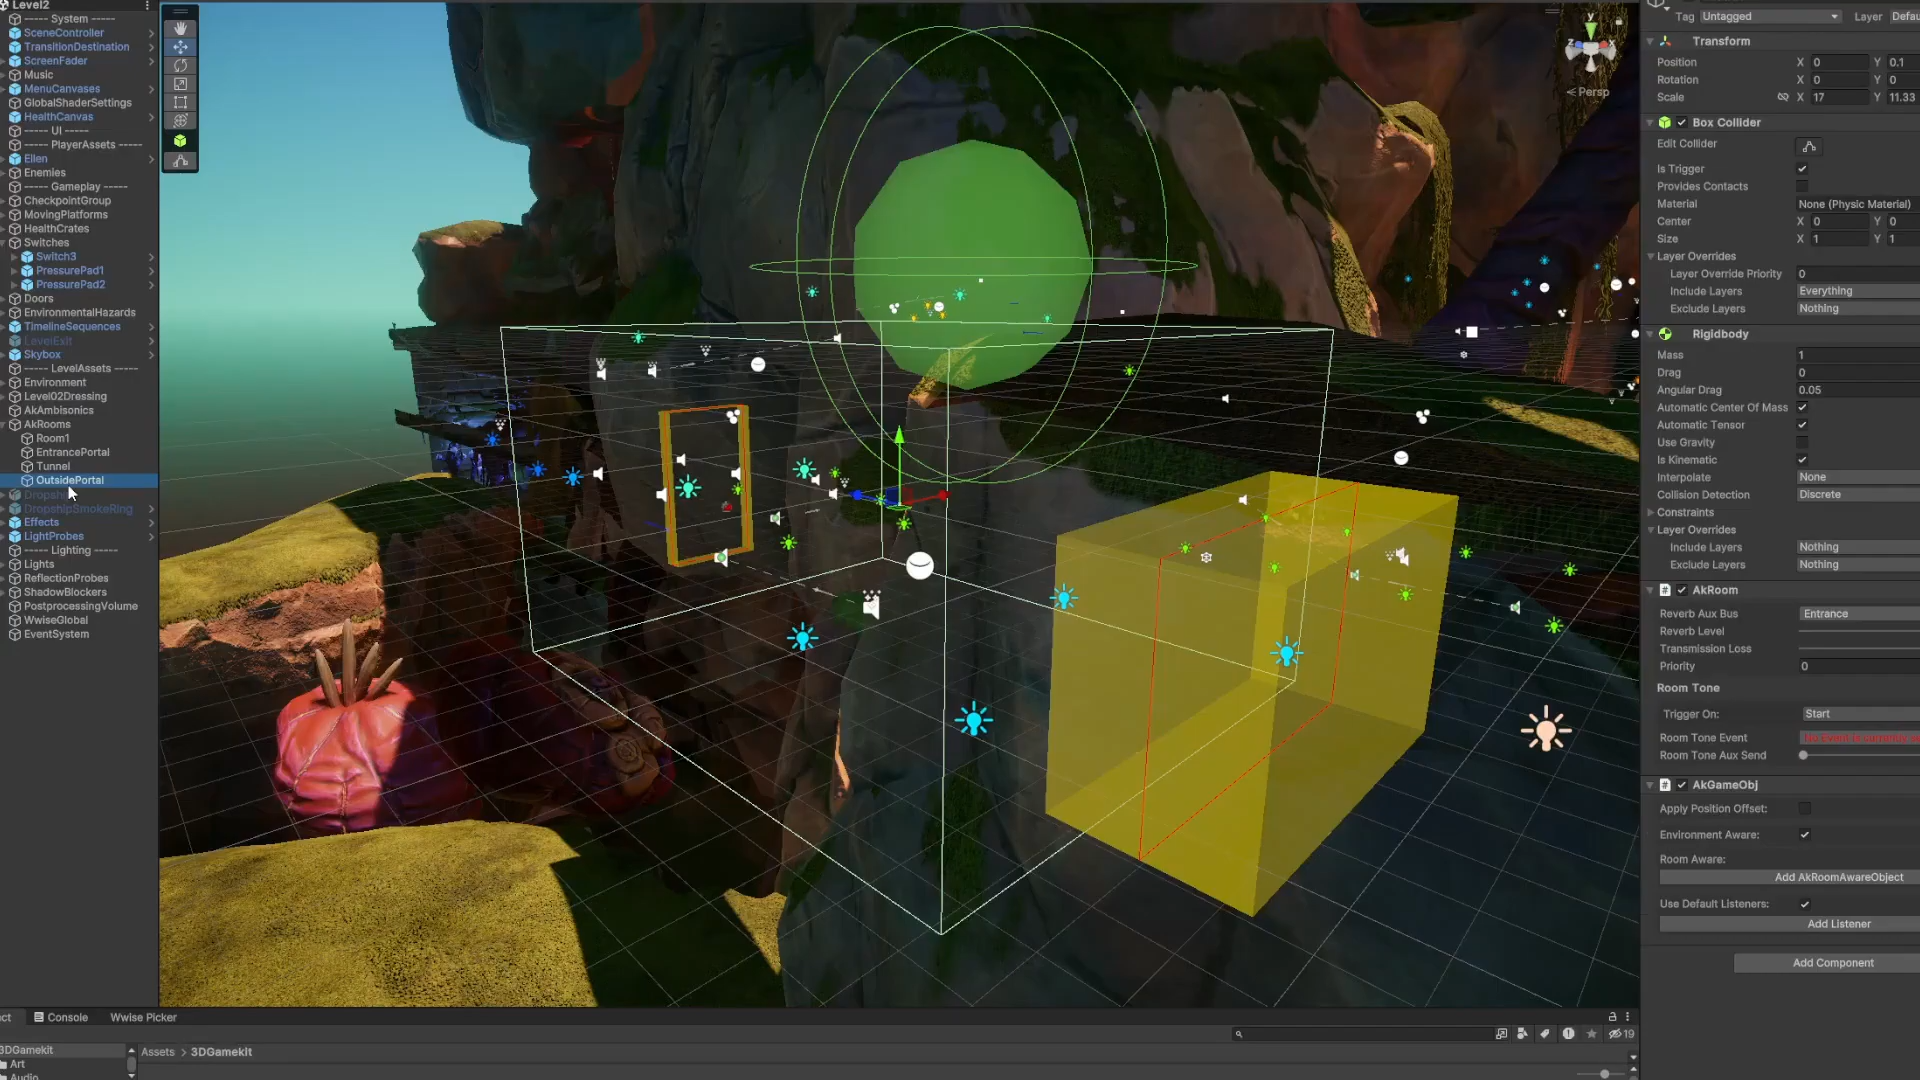 Level2
----- System -----
SceneController
TransitionDestination
ScreenFader
Music
MenuCanvases
GlobalShaderSettings
HealthCanvas
----- UI -----
----- PlayerAssets -----
Ellen
Enemies
----- Gameplay -----
CheckpointGroup
MovingPlatforms
HealthCrates
Switches
Switch3
PressurePad1
PressurePad2
Doors
EnvironmentalHazards
TimelineSequences
LevelExit
Skybox
----- LevelAssets -----
Environment
Level02Dressing
AkAmbisonics
AkRooms
Room1
EntrancePortal
Tunnel
OutsidePortal
DropshipSmokeRing
Effects
LightProbes
----- Lighting -----
Lights
ReflectionProbes
ShadowBlockers
PostprocessingVolume
WwiseGlobal
EventSystem
y
Persp
Tag Untagged Layer Defau
Transform
Position X 0 Y 0.1
Rotation X 0 Y 0
Scale X 17 Y 11.33
Box Collider
Edit Collider
Is Trigger
Provides Contacts
Material None (Physic Material)
Center X 0 Y 0
Size X 1 Y 1
Layer Overrides
Layer Override Priority 0
Include Layers Everything
Exclude Layers Nothing
Rigidbody
Mass 1
Drag 0
Angular Drag 0.05
Automatic Center Of Mass
Automatic Tensor
Use Gravity
Is Kinematic
Interpolate None
Collision Detection Discrete
Constraints
Layer Overrides
Include Layers Nothing
Exclude Layers Nothing
AkRoom
Reverb Aux Bus Entrance
Reverb Level
Transmission Loss
Priority 0
Room Tone
Trigger On: Start
Room Tone Event No Event is currently se
Room Tone Aux Send
AkGameObj
Apply Position Offset:
Environment Aware:
Room Aware:
Add AkRoomAwareObject
Use Default Listeners:
Add Listener
Add Component
ct Console Wwise Picker
19
3DGamekit
Art
Audio
Assets > 3DGamekit